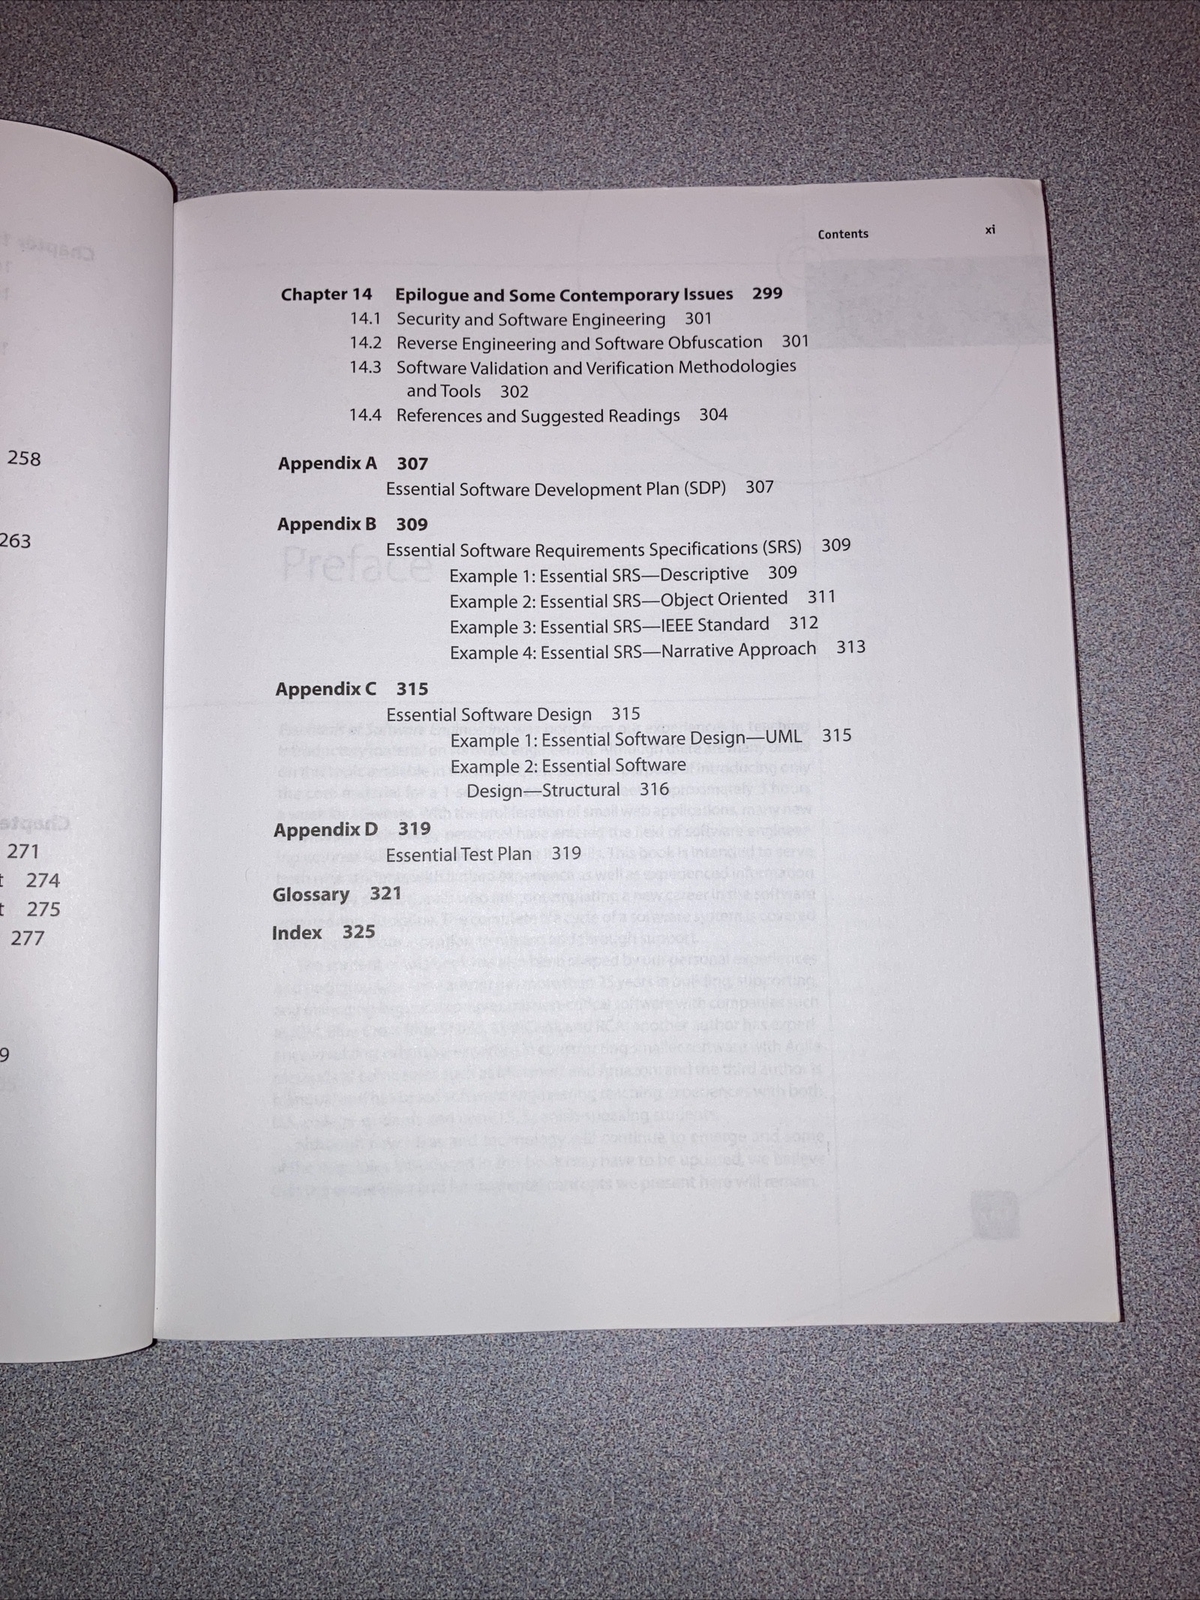 Contents xi
Chapter 14 Epilogue and Some Contemporary Issues 299
14.1 Security and Software Engineering 301
14.2 Reverse Engineering and Software Obfuscation 301
14.3 Software Validation and Verification Methodologies
and Tools 302
14.4 References and Suggested Readings 304
Appendix A 307
Essential Software Development Plan (SDP) 307
Appendix B 309
Essential Software Requirements Specifications (SRS) 309
Example 1: Essential SRS—Descriptive 309
Example 2: Essential SRS—Object Oriented 311
Example 3: Essential SRS—IEEE Standard 312
Example 4: Essential SRS—Narrative Approach 313
Appendix C 315
Essential Software Design 315
Example 1: Essential Software Design—UML 315
Example 2: Essential Software
Design—Structural 316
Appendix D 319
Essential Test Plan 319
Glossary 321
Index 325
258
263
271
t 274
t 275
277
9
Preface